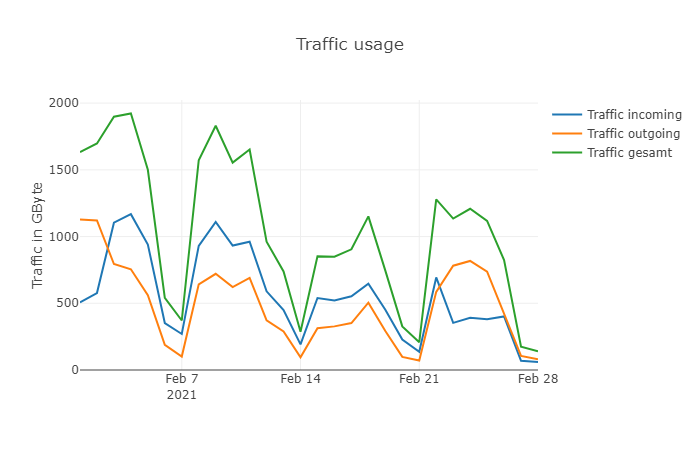 Traffic usage
2000
1500
1000
500
0
Traffic in GByte
Feb 7
2021
Feb 14
Feb 21
Feb 28
Traffic incoming
Traffic outgoing
Traffic gesamt